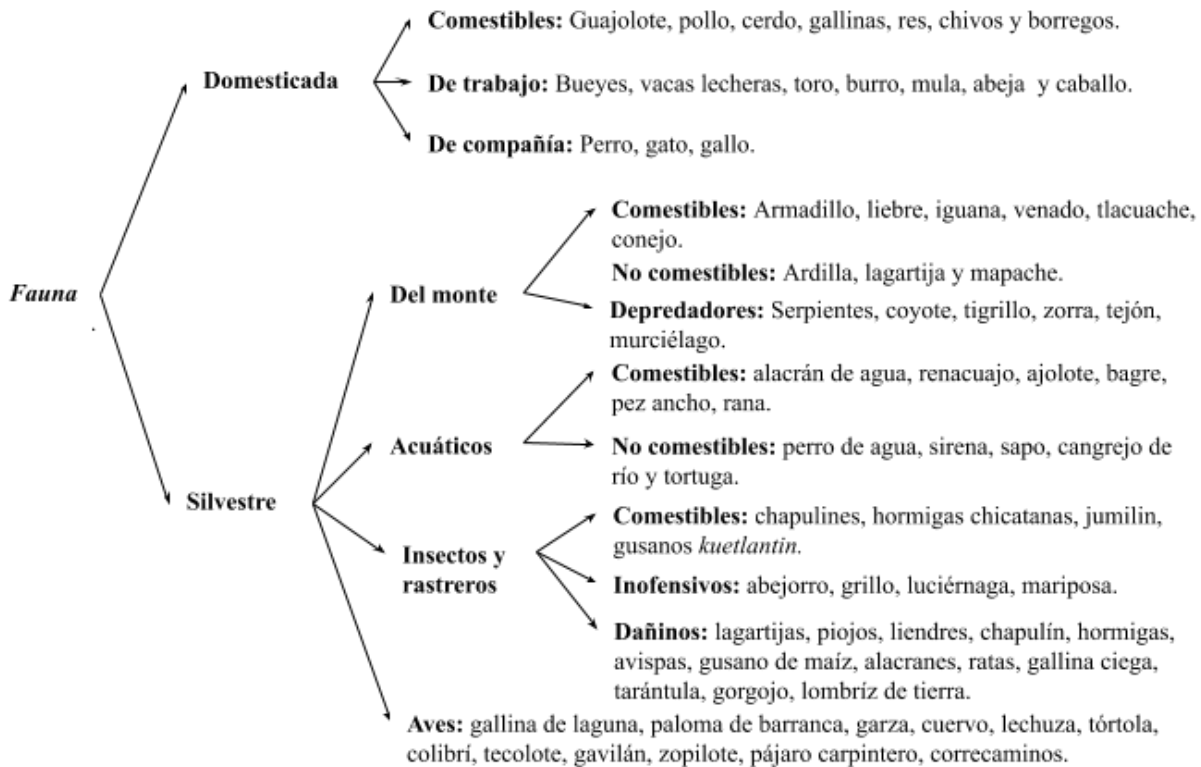 Comestibles: Guajolote, pollo, cerdo, gallinas, res, chivos y borregos.
Domesticada
De trabajo: Bueyes, vacas lecheras, toro, burro, mula, abeja y caballo.
De compañía: Perro, gato, gallo.
Comestibles: Armadillo, liebre, iguana, venado, tlacuache,
conejo.
No comestibles: Ardilla, lagartija y mapache.
Fauna
Del monte
Depredadores: Serpientes, coyote, tigrillo, zorra, tejón,
murciélago.
Comestibles: alacrán de agua, renacuajo, ajolote, bagre,
pez ancho, rana.
Acuáticos
No comestibles: perro de agua, sirena, sapo, cangrejo de
río y tortuga.
Silvestre
Comestibles: chapulines, hormigas chicatanas, jumilin,
gusanos kuetlantin.
Insectos y
rastreros
Inofensivos: abejorro, grillo, luciérnaga, mariposa.
Dañinos: lagartijas, piojos, liendres, chapulín, hormigas,
avispas, gusano de maíz, alacranes, ratas, gallina ciega,
tarántula, gorgojo, lombríz de tierra.
Aves: gallina de laguna, paloma de barranca, garza, cuervo, lechuza, tórtola,
colibrí, tecolote, gavilán, zopilote, pájaro carpintero, correcaminos.